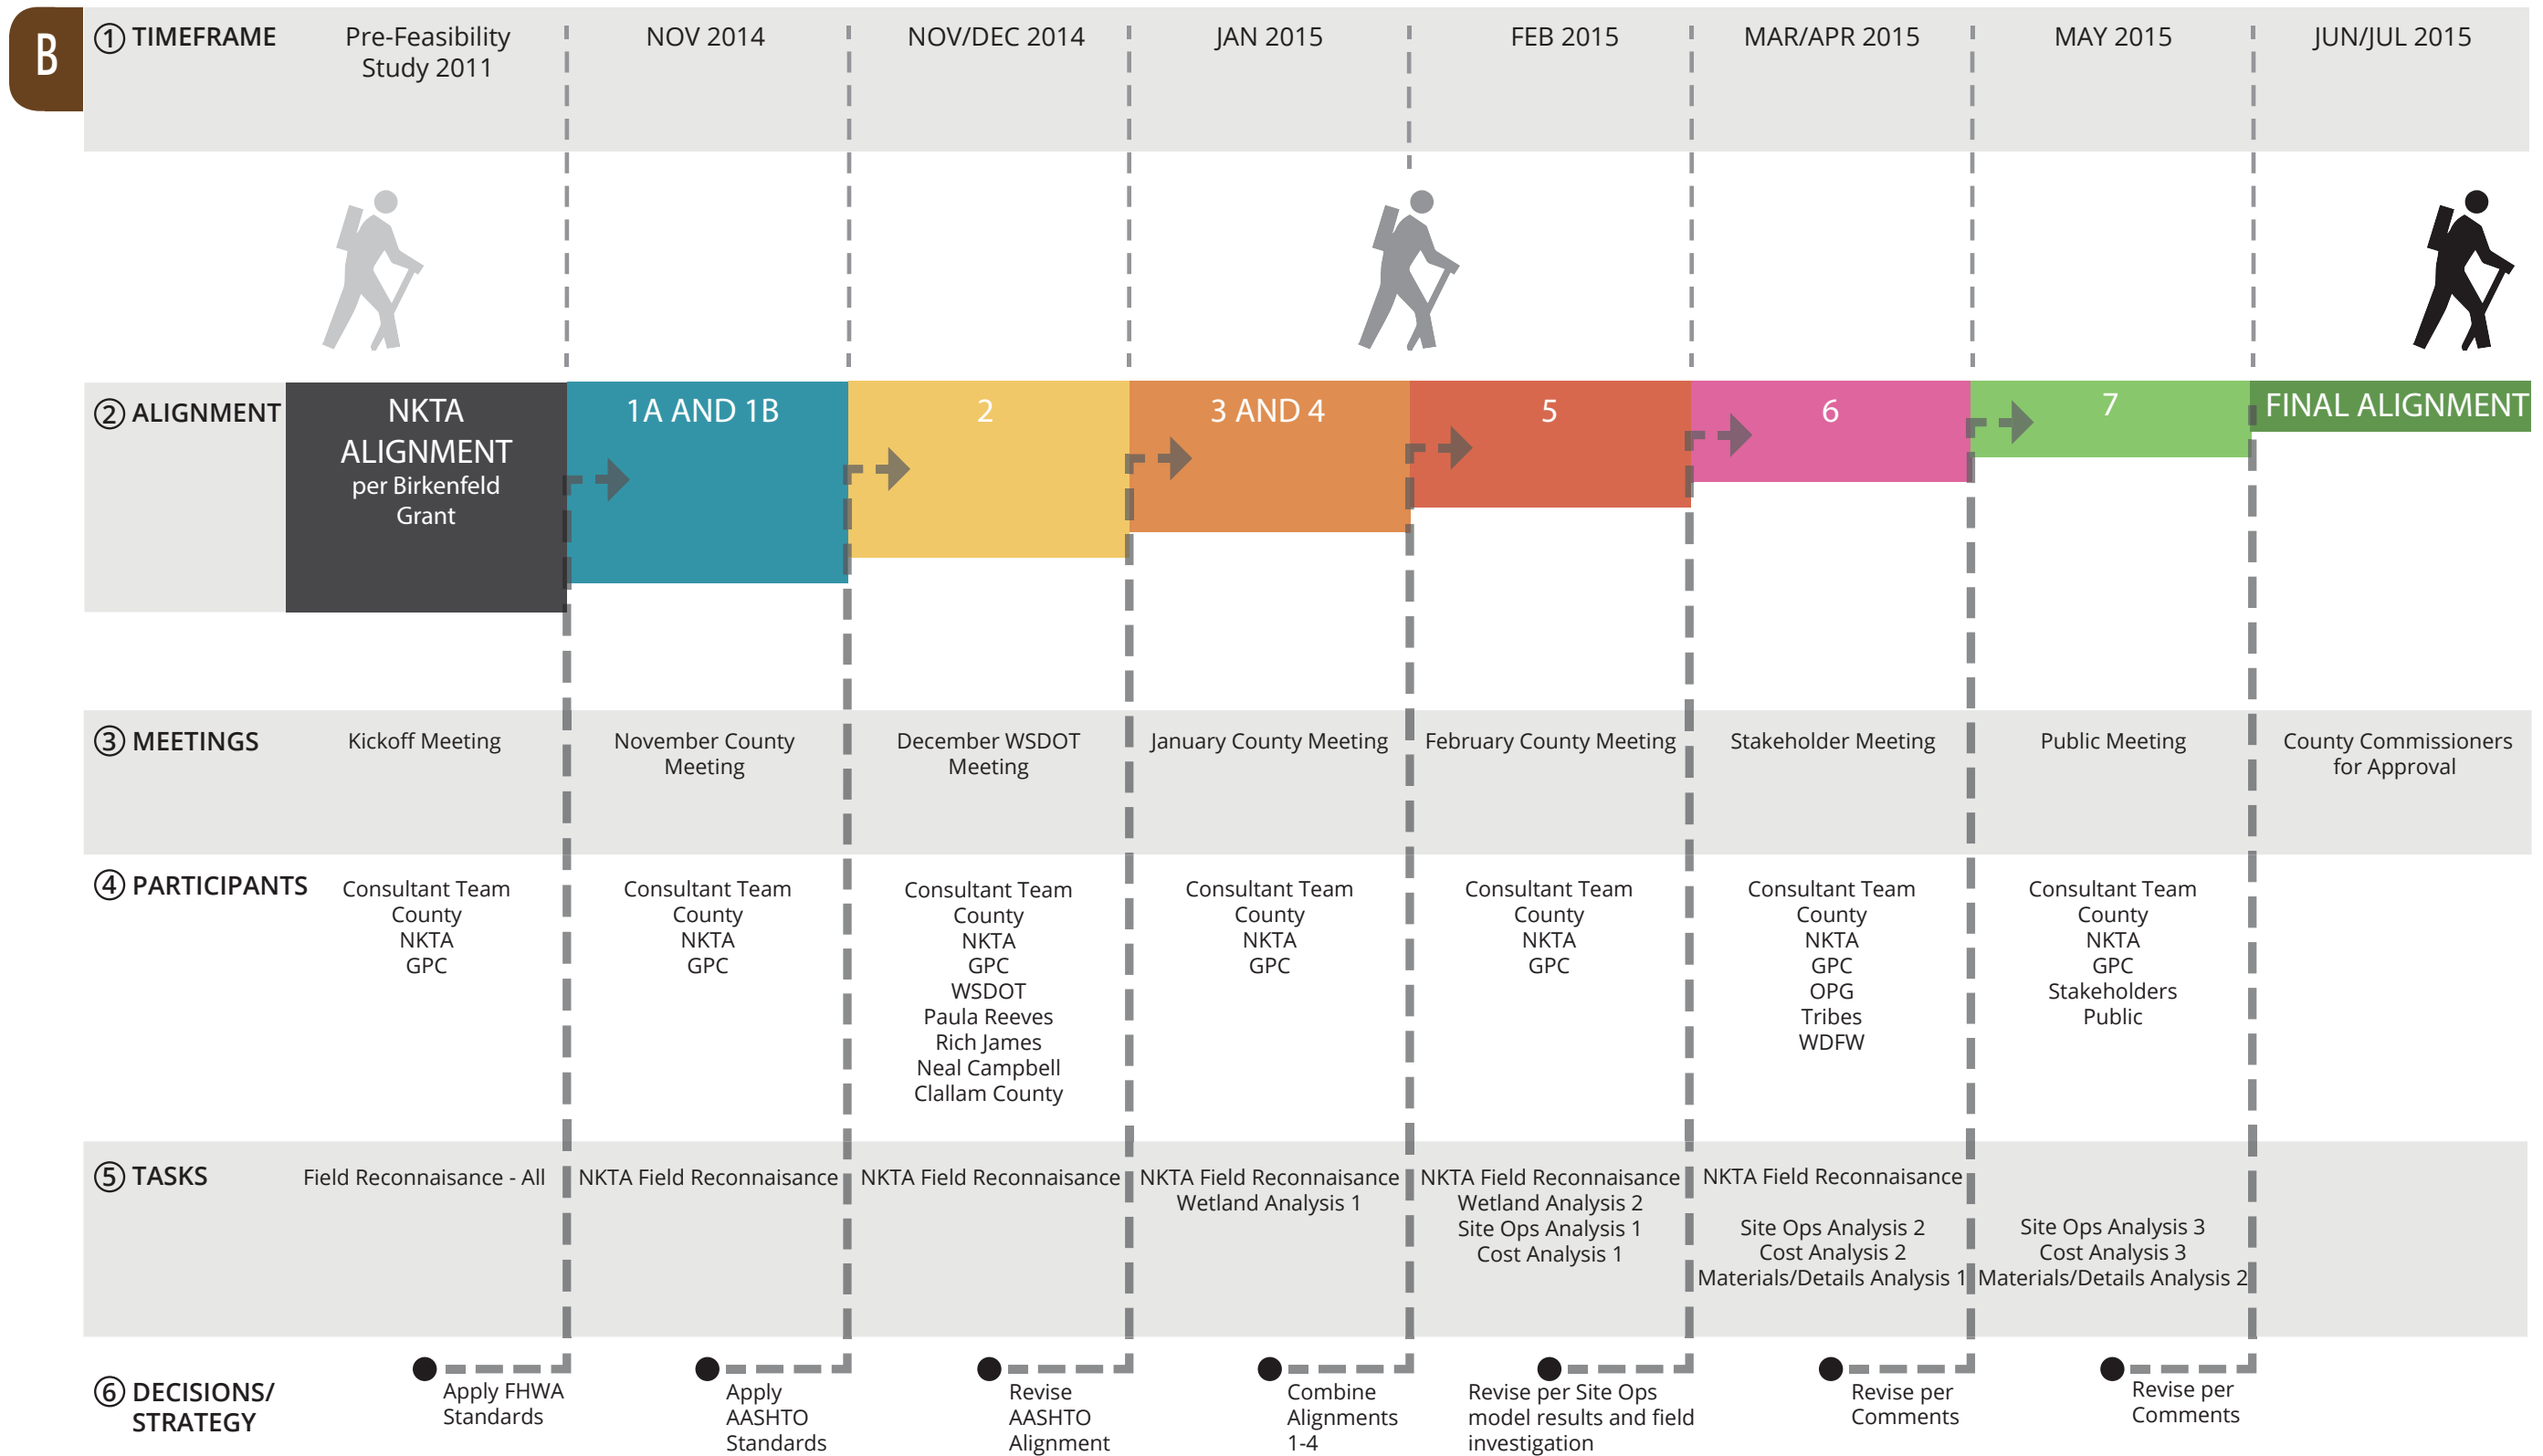 B
① TIMEFRAME
Pre-Feasibility
Study 2011
NOV 2014
NOV/DEC 2014
JAN 2015
FEB 2015
MAR/APR 2015
MAY 2015
JUN/JUL 2015
② ALIGNMENT
NKTA
ALIGNMENT
per Birkenfeld
Grant
1A AND 1B
2
3 AND 4
5
6
7
FINAL ALIGNMENT
③ MEETINGS
Kickoff Meeting
November County
Meeting
December WSDOT
Meeting
January County Meeting
February County Meeting
Stakeholder Meeting
Public Meeting
County Commissioners
for Approval
④ PARTICIPANTS
Consultant Team
County
NKTA
GPC
Consultant Team
County
NKTA
GPC
Consultant Team
County
NKTA
GPC
WSDOT
Paula Reeves
Rich James
Neal Campbell
Clallam County
Consultant Team
County
NKTA
GPC
Consultant Team
County
NKTA
GPC
Consultant Team
County
NKTA
GPC
OPG
Tribes
WDFW
Consultant Team
County
NKTA
GPC
Stakeholders
Public
⑤ TASKS
Field Reconnaisance - All
NKTA Field Reconnaisance
NKTA Field Reconnaisance
NKTA Field Reconnaisance
Wetland Analysis 1
NKTA Field Reconnaisance
Wetland Analysis 2
Site Ops Analysis 1
Cost Analysis 1
NKTA Field Reconnaisance
Site Ops Analysis 2
Cost Analysis 2
Materials/Details Analysis 1
Site Ops Analysis 3
Cost Analysis 3
Materials/Details Analysis 2
⑥ DECISIONS/
STRATEGY
Apply FHWA
Standards
Apply
AASHTO
Standards
Revise
AASHTO
Alignment
Combine
Alignments
1-4
Revise per Site Ops
model results and field
investigation
Revise per
Comments
Revise per
Comments